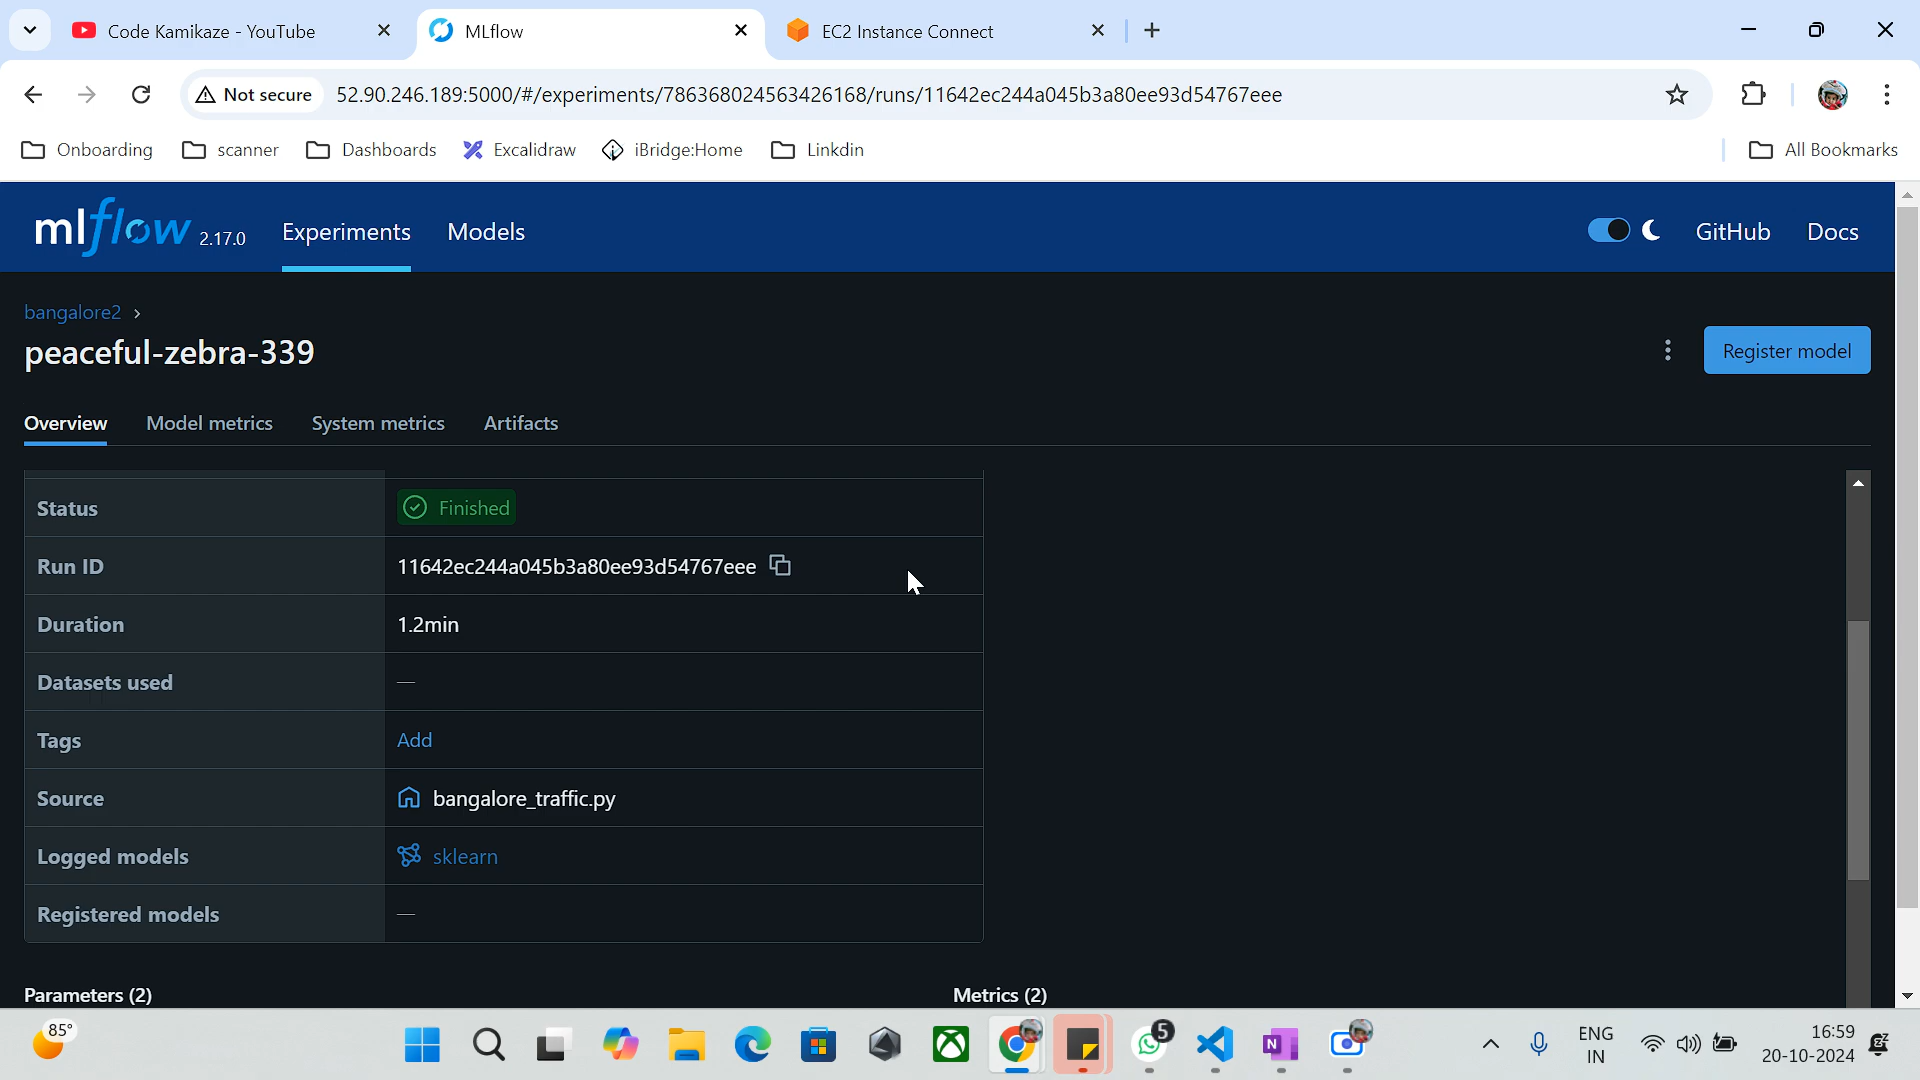 Code Kamikaze - YouTube
MLflow
EC2 Instance Connect
Not secure
52.90.246.189:5000/#/experiments/786368024563426168/runs/11642ec244a045b3a80ee93d54767eee
Onboarding
scanner
Dashboards
Excalidraw
iBridge:Home
Linkdin
All Bookmarks
mlflow 2.17.0
Experiments
Models
GitHub
Docs
bangalore2 ›
peaceful-zebra-339
Register model
Overview
Model metrics
System metrics
Artifacts
Status
Finished
Run ID
11642ec244a045b3a80ee93d54767eee
Duration
1.2min
Datasets used
—
Tags
Add
Source
bangalore_traffic.py
Logged models
sklearn
Registered models
—
Parameters (2)
Metrics (2)
85°
5
ENG
IN
16:59
20-10-2024